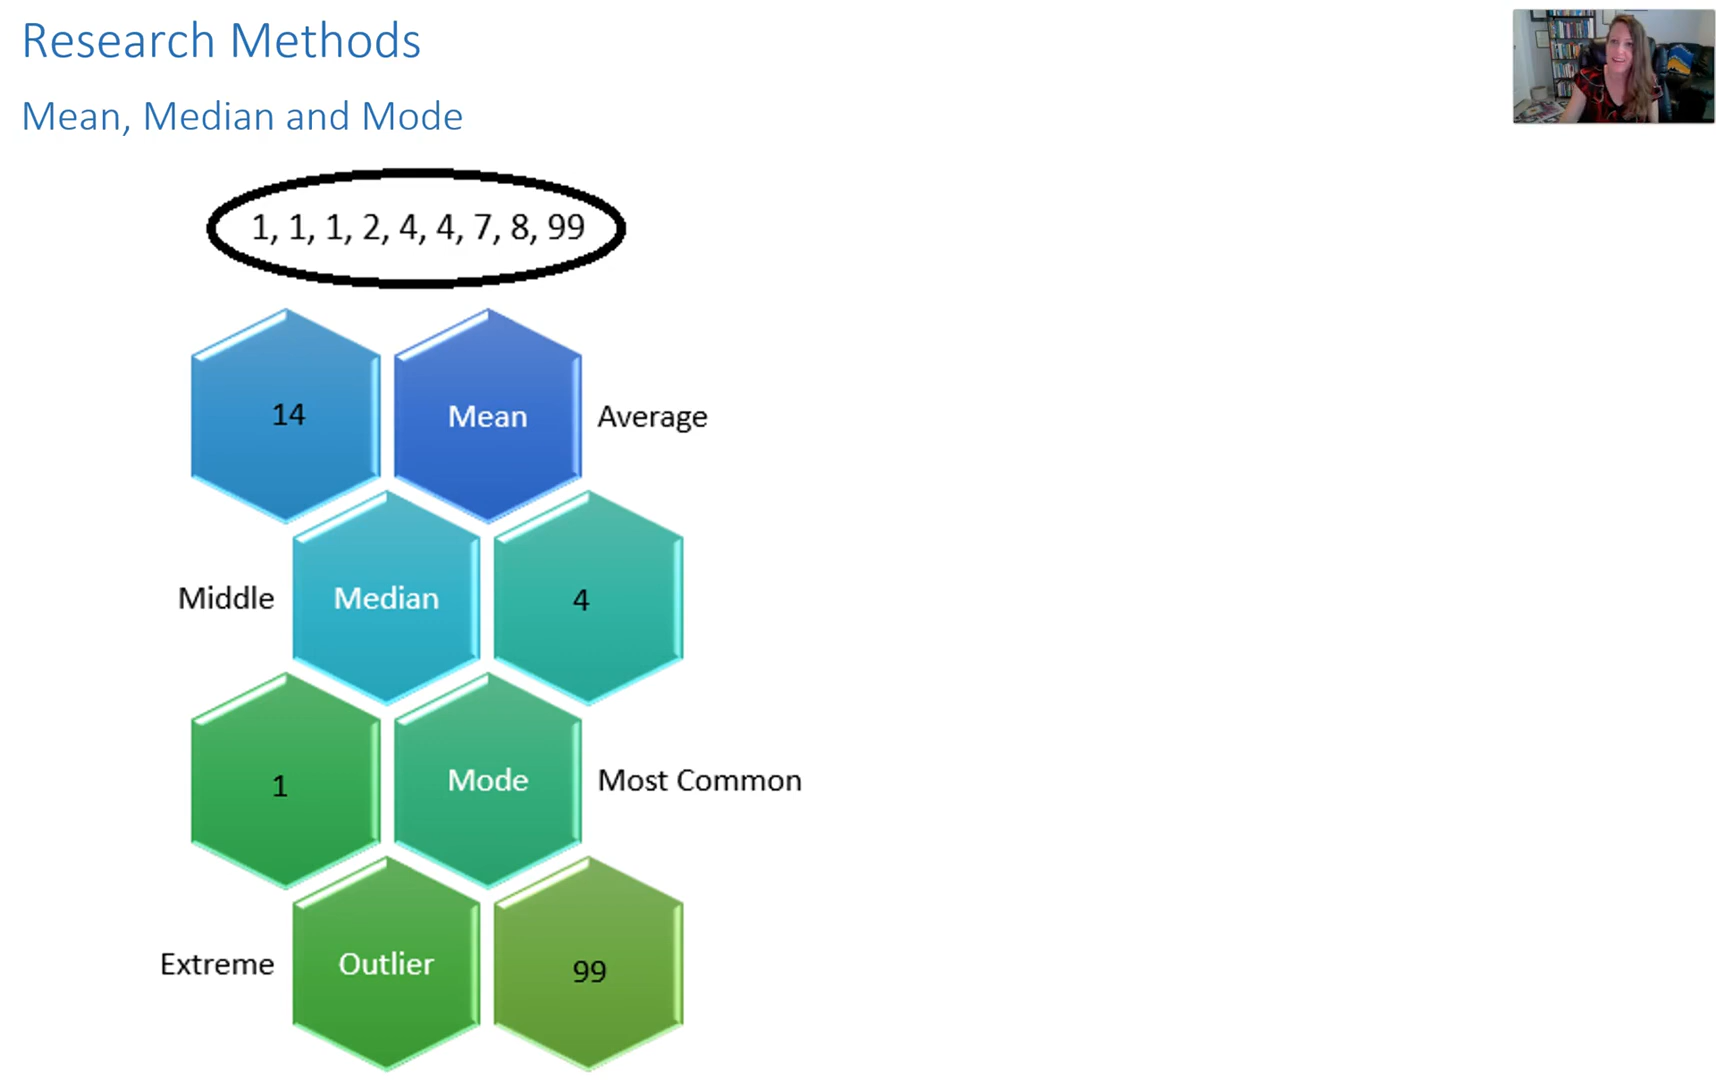 Research Methods
Mean, Median and Mode
1, 1, 1, 2, 4, 4, 7, 8, 99
14 Mean Average
Middle Median 4
1 Mode Most Common
Extreme Outlier 99